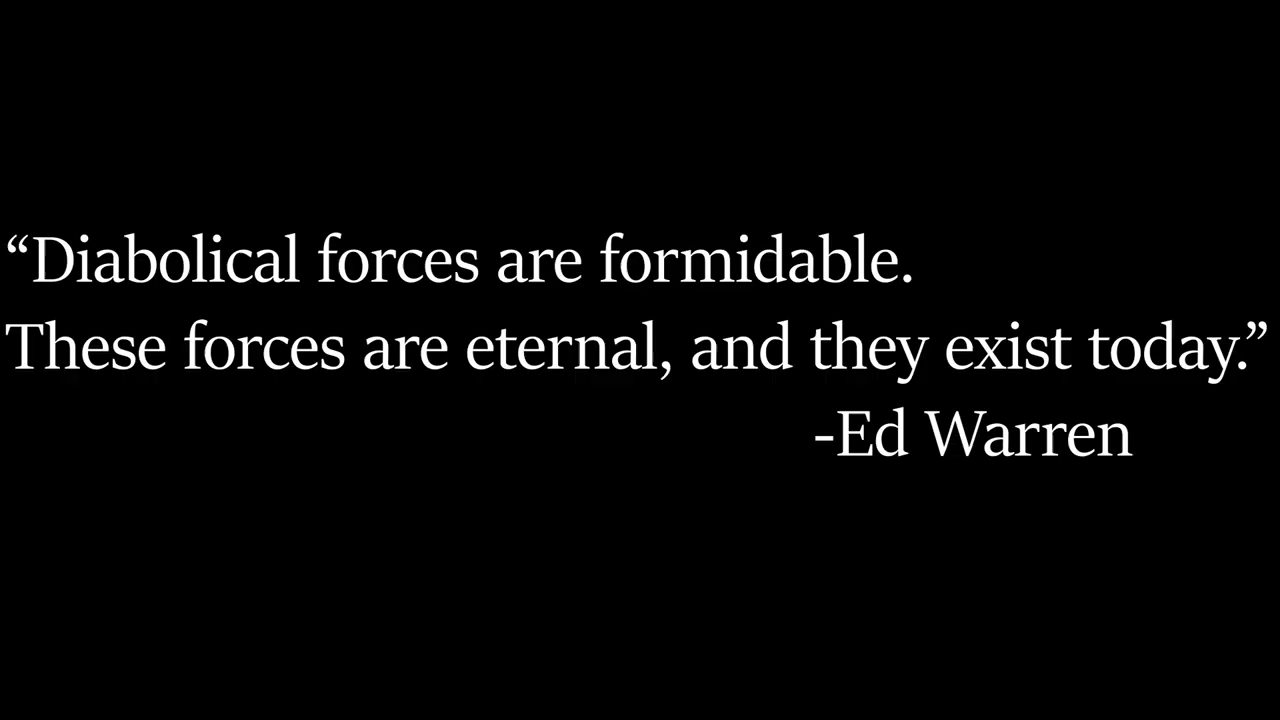 “Diabolical forces are formidable.
These forces are eternal, and they exist today.”
-Ed Warren